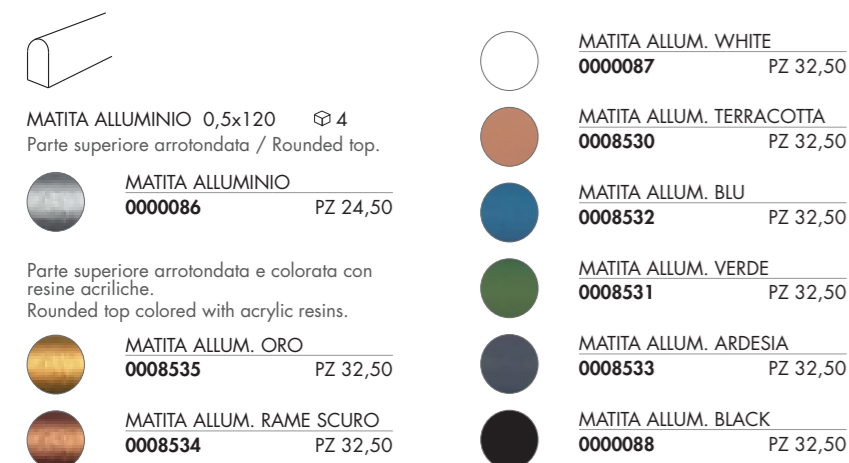 MATITA ALLUMINIO 0,5x120 4
Parte superiore arrotondata / Rounded top.
MATITA ALLUMINIO
0000086 PZ 24,50
Parte superiore arrotondata e colorata con
resine acriliche.
Rounded top colored with acrylic resins.
MATITA ALLUM. ORO
0008535 PZ 32,50
MATITA ALLUM. RAME SCURO
0008534 PZ 32,50
MATITA ALLUM. WHITE
0000087 PZ 32,50
MATITA ALLUM. TERRACOTTA
0008530 PZ 32,50
MATITA ALLUM. BLU
0008532 PZ 32,50
MATITA ALLUM. VERDE
0008531 PZ 32,50
MATITA ALLUM. ARDESIA
0008533 PZ 32,50
MATITA ALLUM. BLACK
0000088 PZ 32,50